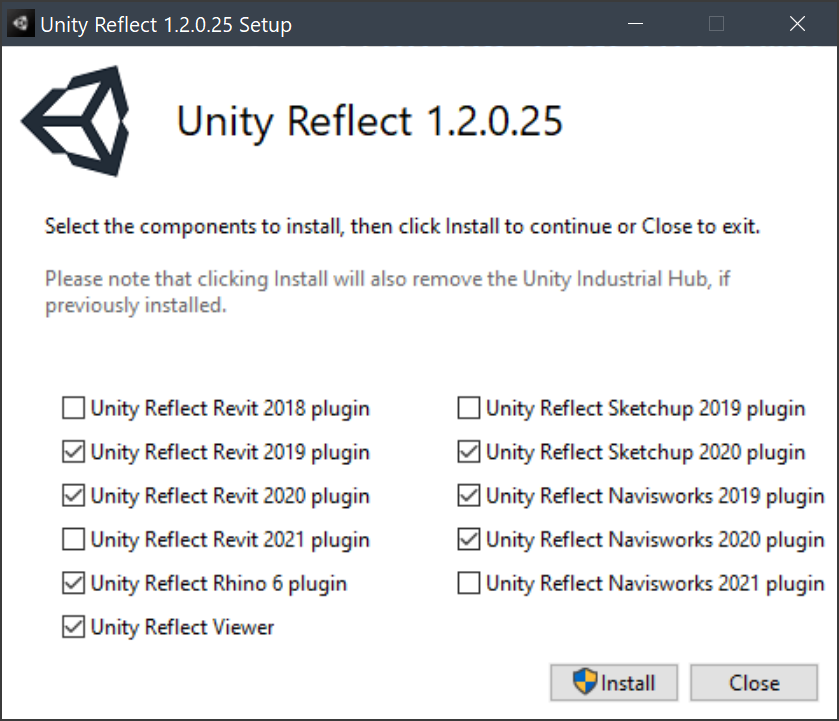 Unity Reflect 1.2.0.25 Setup
Unity Reflect 1.2.0.25
Select the components to install, then click Install to continue or Close to exit.
Please note that clicking Install will also remove the Unity Industrial Hub, if
previously installed.
Unity Reflect Revit 2018 plugin
Unity Reflect Revit 2019 plugin
Unity Reflect Revit 2020 plugin
Unity Reflect Revit 2021 plugin
Unity Reflect Rhino 6 plugin
Unity Reflect Viewer
Unity Reflect Sketchup 2019 plugin
Unity Reflect Sketchup 2020 plugin
Unity Reflect Navisworks 2019 plugin
Unity Reflect Navisworks 2020 plugin
Unity Reflect Navisworks 2021 plugin
Install
Close